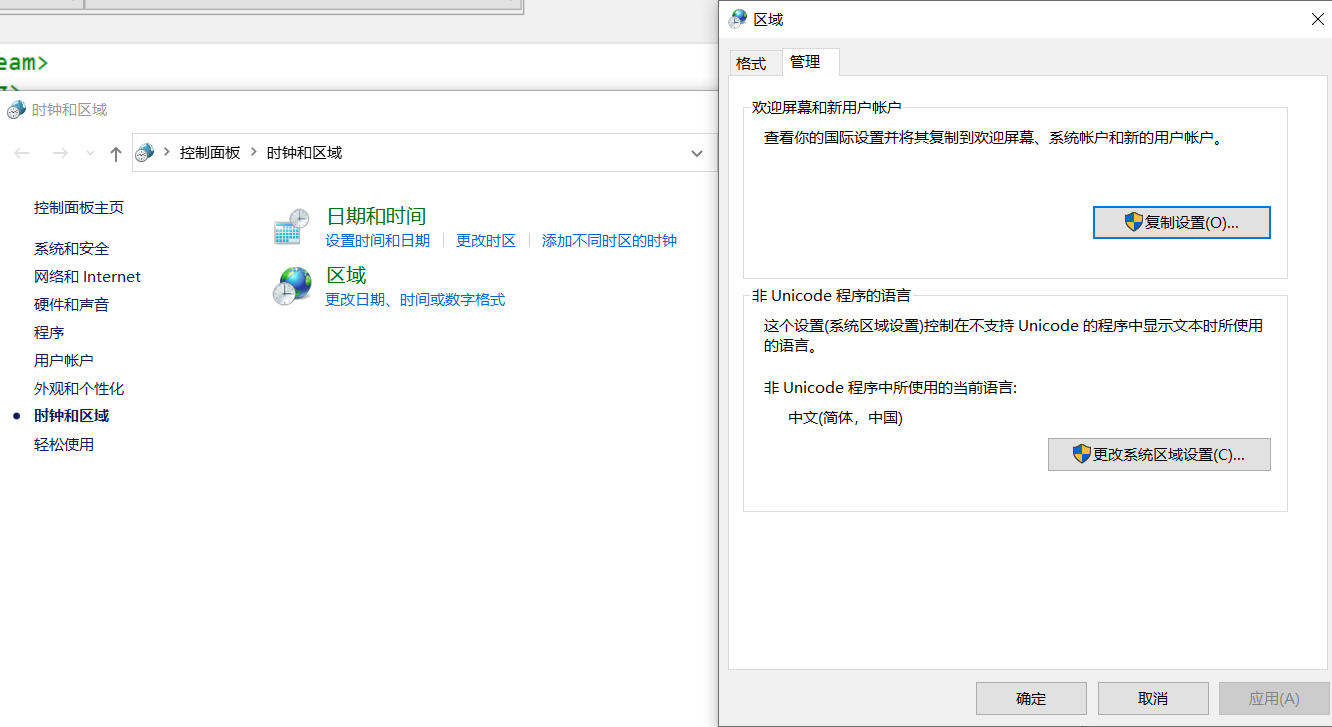 eam>
时钟和区域
控制面板 > 时钟和区域
控制面板主页
系统和安全
网络和 Internet
硬件和声音
程序
用户帐户
外观和个性化
时钟和区域
轻松使用
日期和时间
设置时间和日期 更改时区 添加不同时区的时钟
区域
更改日期、时间或数字格式
区域
格式 管理
欢迎屏幕和新用户帐户
查看你的国际设置并将其复制到欢迎屏幕、系统帐户和新的用户帐户。
复制设置(O)...
非 Unicode 程序的语言
这个设置(系统区域设置)控制在不支持 Unicode 的程序中显示文本时所使用
的语言。
非 Unicode 程序中所使用的当前语言:
中文(简体，中国)
更改系统区域设置(C)...
确定 取消 应用(A)